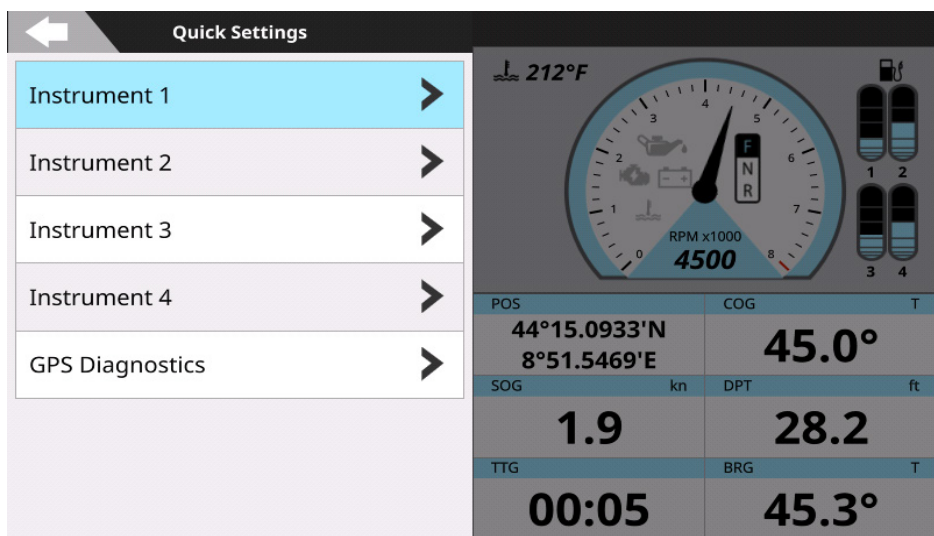 Quick Settings
Instrument 1
Instrument 2
Instrument 3
Instrument 4
GPS Diagnostics
212°F
0
1
2
3
4
5
6
7
8
F
N
R
RPM x1000
4500
1 2
3 4
POS
44°15.0933'N
8°51.5469'E
COG T
45.0°
SOG kn
1.9
DPT ft
28.2
TTG
00:05
BRG T
45.3°